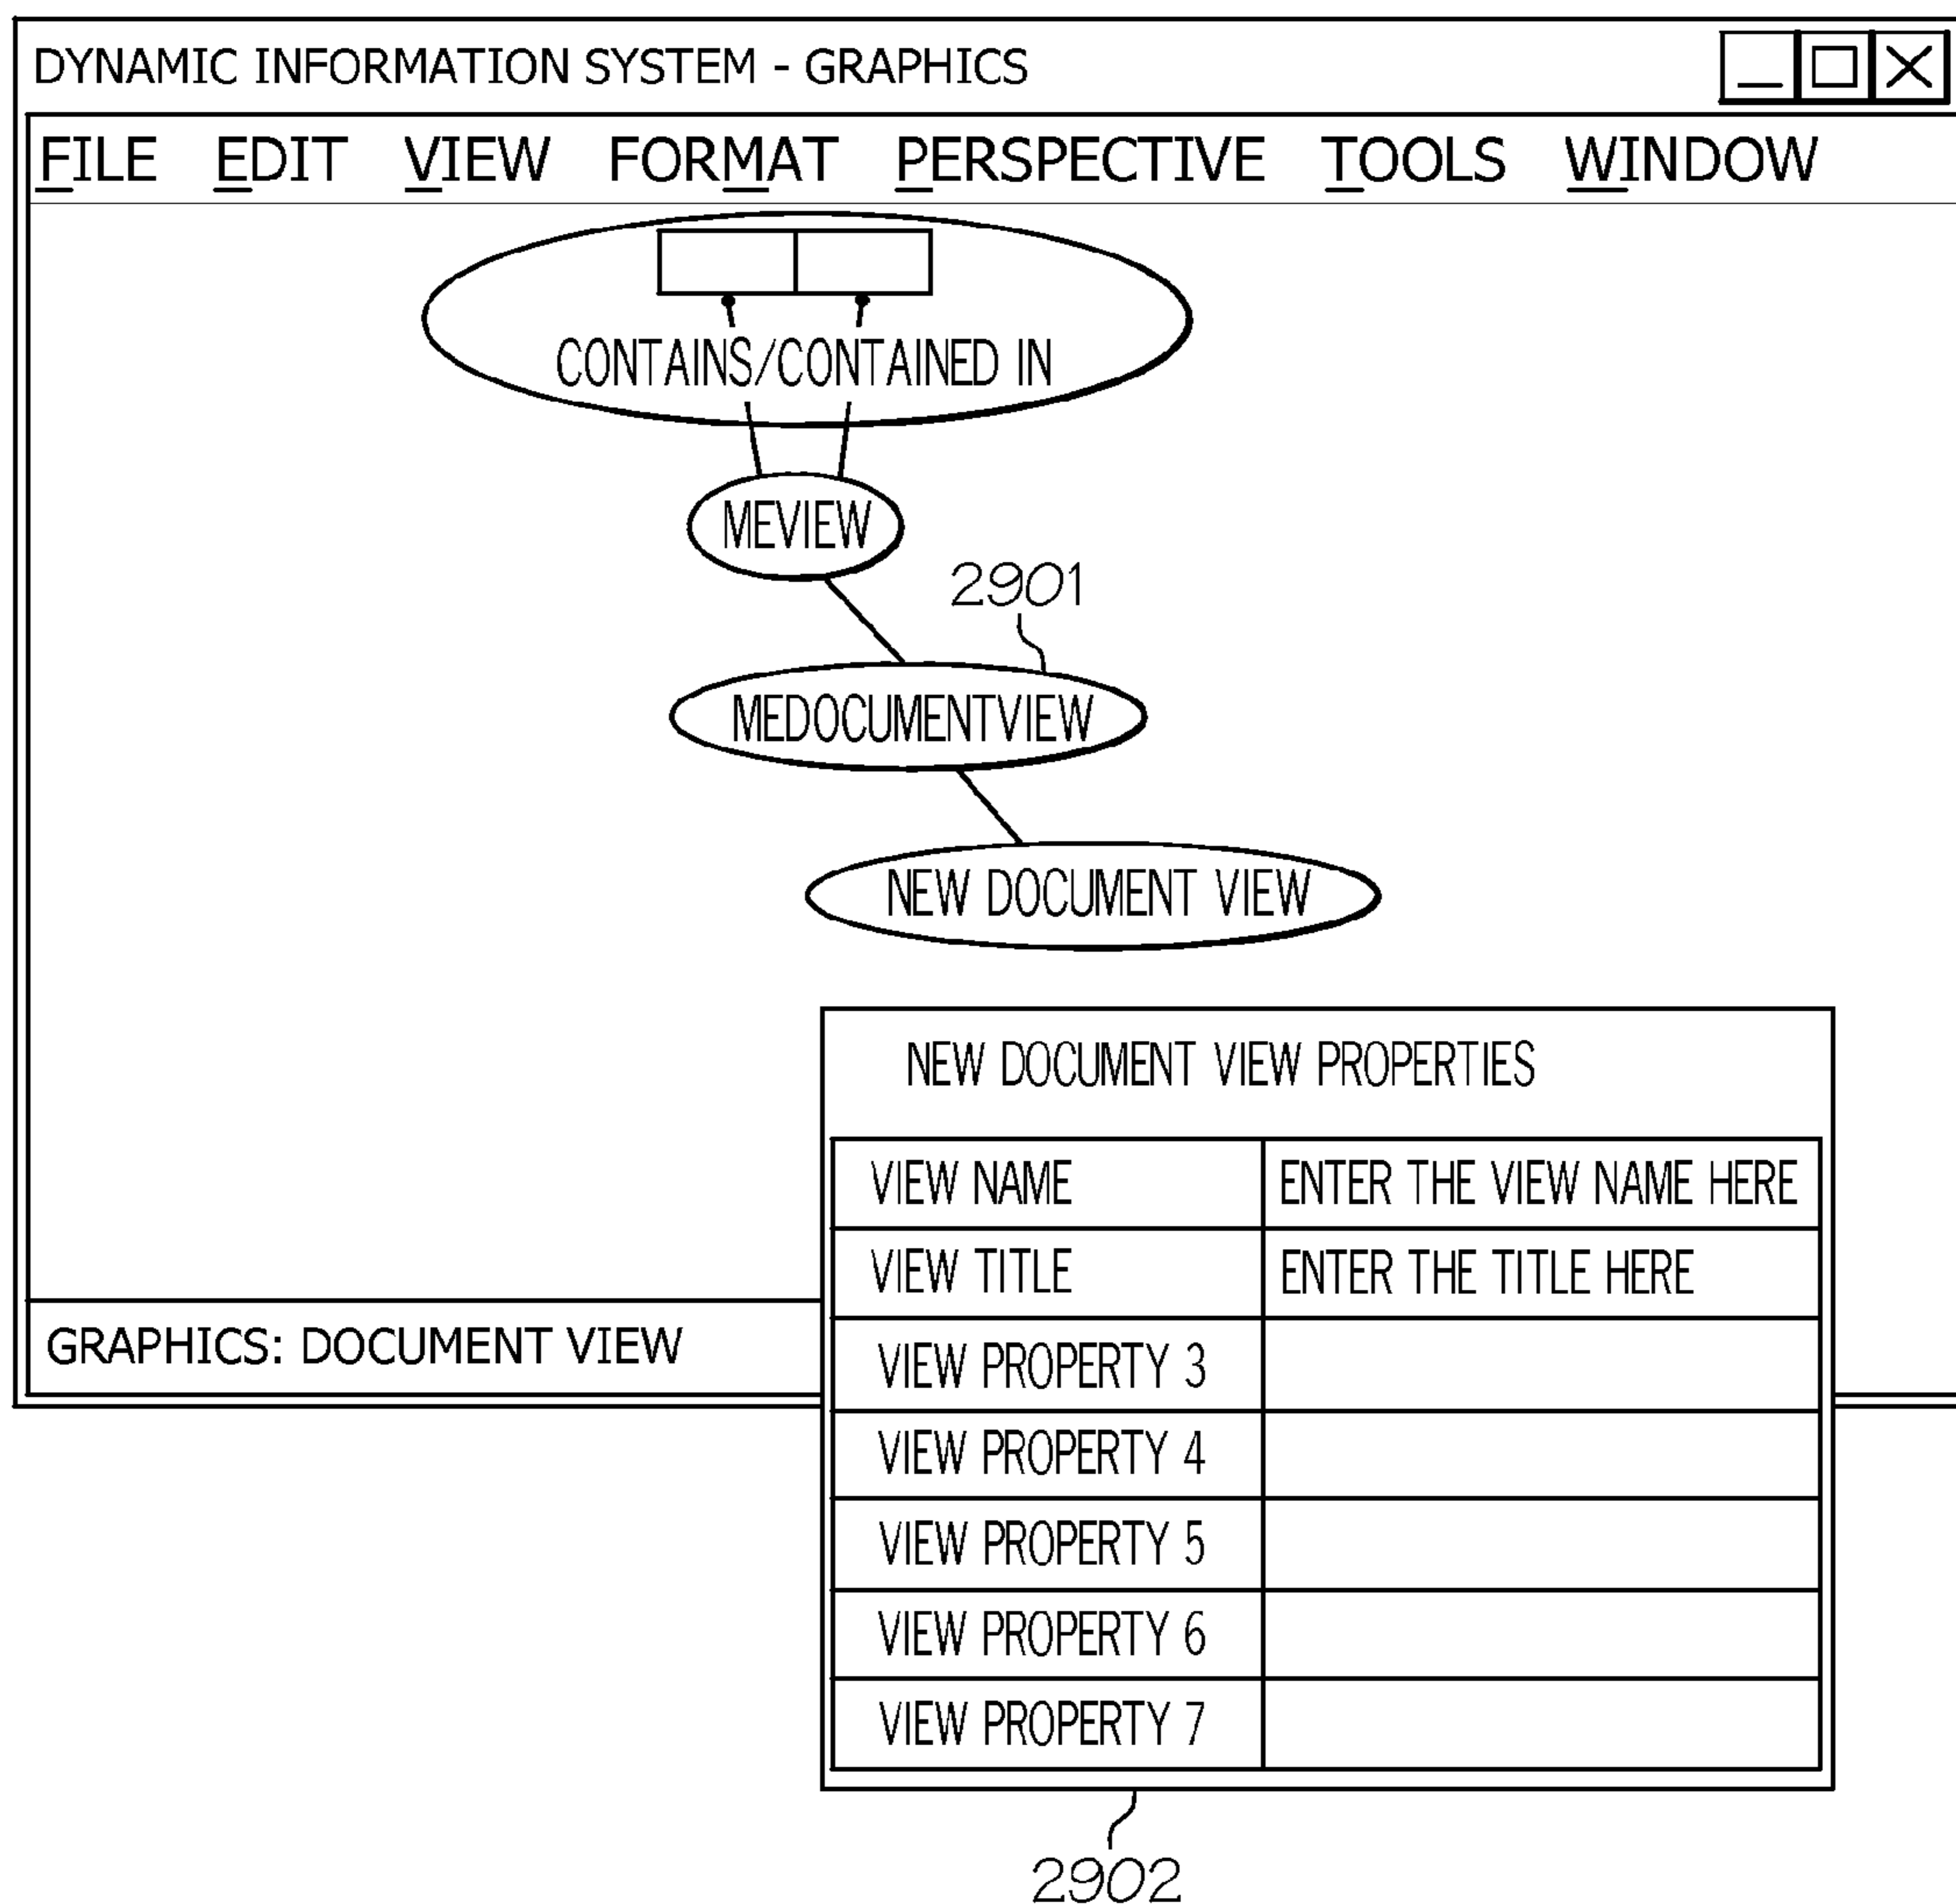 DYNAMIC INFORMATION SYSTEM - GRAPHICS
FILE EDIT VIEW FORMAT PERSPECTIVE TOOLS WINDOW
CONTAINS/CONTAINED IN
MEVIEW
2901
MEDOCUMENTVIEW
NEW DOCUMENT VIEW
NEW DOCUMENT VIEW PROPERTIES
VIEW NAME ENTER THE VIEW NAME HERE
VIEW TITLE ENTER THE TITLE HERE
GRAPHICS: DOCUMENT VIEW
VIEW PROPERTY 3
VIEW PROPERTY 4
VIEW PROPERTY 5
VIEW PROPERTY 6
VIEW PROPERTY 7
2902